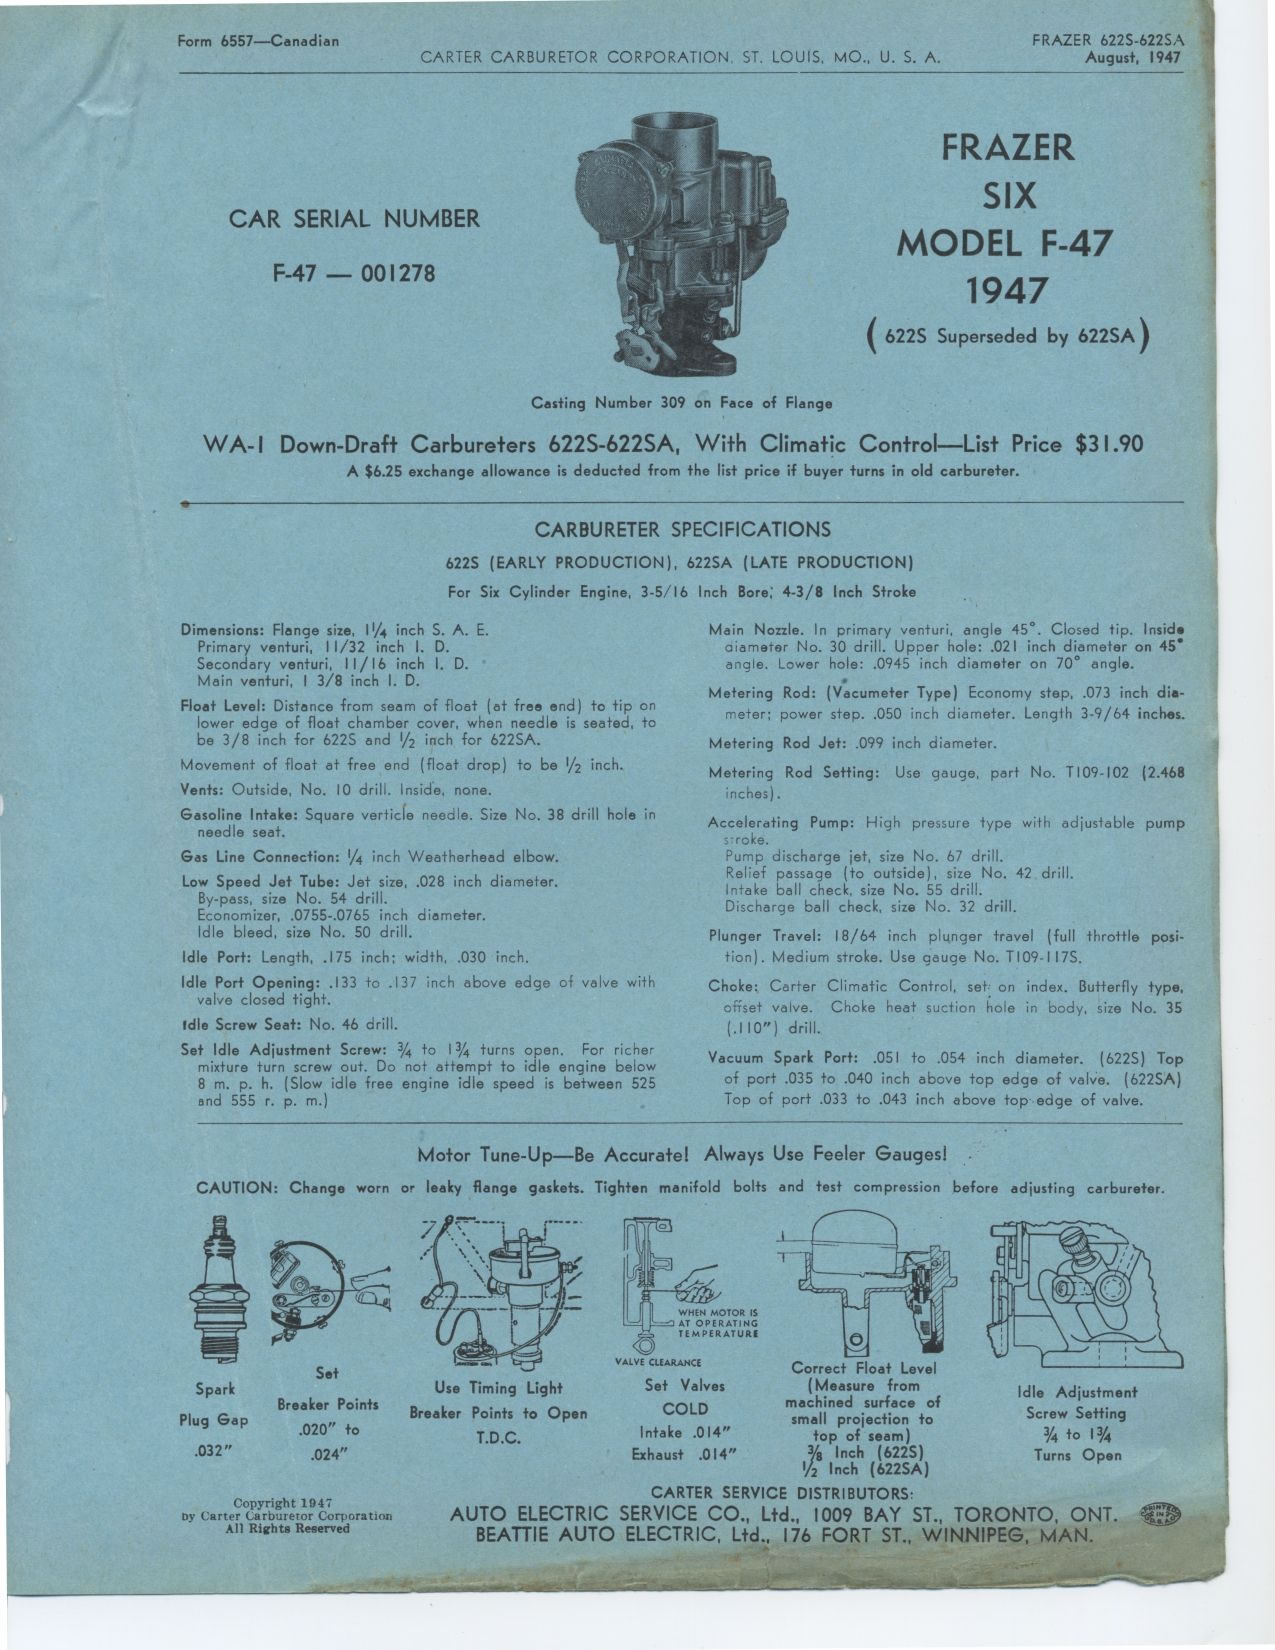 Form 6557—Canadian
FRAZER 622S-622SA
CARTER CARBURETOR CORPORATION, ST. LOUIS, MO., U. S. A.
August, 1947
FRAZER
SIX
MODEL F-47
1947
(622S Superseded by 622SA)
CAR SERIAL NUMBER
F-47 — 001278
Casting Number 309 on Face of Flange
WA-1 Down-Draft Carbureters 622S-622SA, With Climatic Control—List Price $31.90
A $6.25 exchange allowance is deducted from the list price if buyer turns in old carbureter.
CARBURETER SPECIFICATIONS
622S (EARLY PRODUCTION), 622SA (LATE PRODUCTION)
For Six Cylinder Engine, 3-5/16 Inch Bore; 4-3/8 Inch Stroke
Dimensions: Flange size, 1¼ inch S. A. E.
Primary venturi, 11/32 inch I. D.
Secondary venturi, 11/16 inch I. D.
Main venturi, 1 3/8 inch I. D.
Float Level: Distance from seam of float (at free end) to tip on
lower edge of float chamber cover, when needle is seated, to
be 3/8 inch for 622S and ½ inch for 622SA.
Movement of float at free end (float drop) to be ½ inch.
Vents: Outside, No. 10 drill. Inside, none.
Gasoline Intake: Square verticle needle. Size No. 38 drill hole in
needle seat.
Gas Line Connection: ¼ inch Weatherhead elbow.
Low Speed Jet Tube: Jet size, .028 inch diameter.
By-pass, size No. 54 drill.
Economizer, .0755-.0765 inch diameter.
Idle bleed, size No. 50 drill.
Idle Port: Length, .175 inch; width, .030 inch.
Idle Port Opening: .133 to .137 inch above edge of valve with
valve closed tight.
Idle Screw Seat: No. 46 drill.
Set Idle Adjustment Screw: ¾ to 1¾ turns open. For richer
mixture turn screw out. Do not attempt to idle engine below
8 m. p. h. (Slow idle free engine idle speed is between 525
and 555 r. p. m.)
Main Nozzle. In primary venturi, angle 45°. Closed tip. Inside
diameter No. 30 drill. Upper hole: .021 inch diameter on 45°
angle. Lower hole: .0945 inch diameter on 70° angle.
Metering Rod: (Vacumeter Type) Economy step, .073 inch dia-
meter; power step. .050 inch diameter. Length 3-9/64 inches.
Metering Rod Jet: .099 inch diameter.
Metering Rod Setting: Use gauge, part No. T109-102 (2.468
inches).
Accelerating Pump: High pressure type with adjustable pump
stroke.
Pump discharge jet, size No. 67 drill.
Relief passage (to outside), size No. 42 drill.
Intake ball check, size No. 55 drill.
Discharge ball check, size No. 32 drill.
Plunger Travel: 18/64 inch plunger travel (full throttle posi-
tion). Medium stroke. Use gauge No. T109-117S.
Choke: Carter Climatic Control, set on index. Butterfly type,
offset valve. Choke heat suction hole in body, size No. 35
(.110") drill.
Vacuum Spark Port: .051 to .054 inch diameter. (622S) Top
of port .035 to .040 inch above top edge of valve. (622SA)
Top of port .033 to .043 inch above top edge of valve.
Motor Tune-Up—Be Accurate! Always Use Feeler Gauges!
CAUTION: Change worn or leaky flange gaskets. Tighten manifold bolts and test compression before adjusting carbureter.
Spark
Plug Gap
.032"
Set
Breaker Points
.020" to
.024"
Use Timing Light
Breaker Points to Open
T.D.C.
WHEN MOTOR IS
AT OPERATING
TEMPERATURE
VALVE CLEARANCE
Set Valves
COLD
Intake .014"
Exhaust .014"
Correct Float Level
(Measure from
machined surface of
small projection to
top of seam)
⅜ Inch (622S)
½ Inch (622SA)
Idle Adjustment
Screw Setting
¾ to 1¾
Turns Open
Copyright 1947
by Carter Carburetor Corporation
All Rights Reserved
CARTER SERVICE DISTRIBUTORS:
AUTO ELECTRIC SERVICE CO., Ltd., 1009 BAY ST., TORONTO, ONT.
BEATTIE AUTO ELECTRIC, Ltd., 176 FORT ST., WINNIPEG, MAN.
PRINTED
IN
U.S.A.